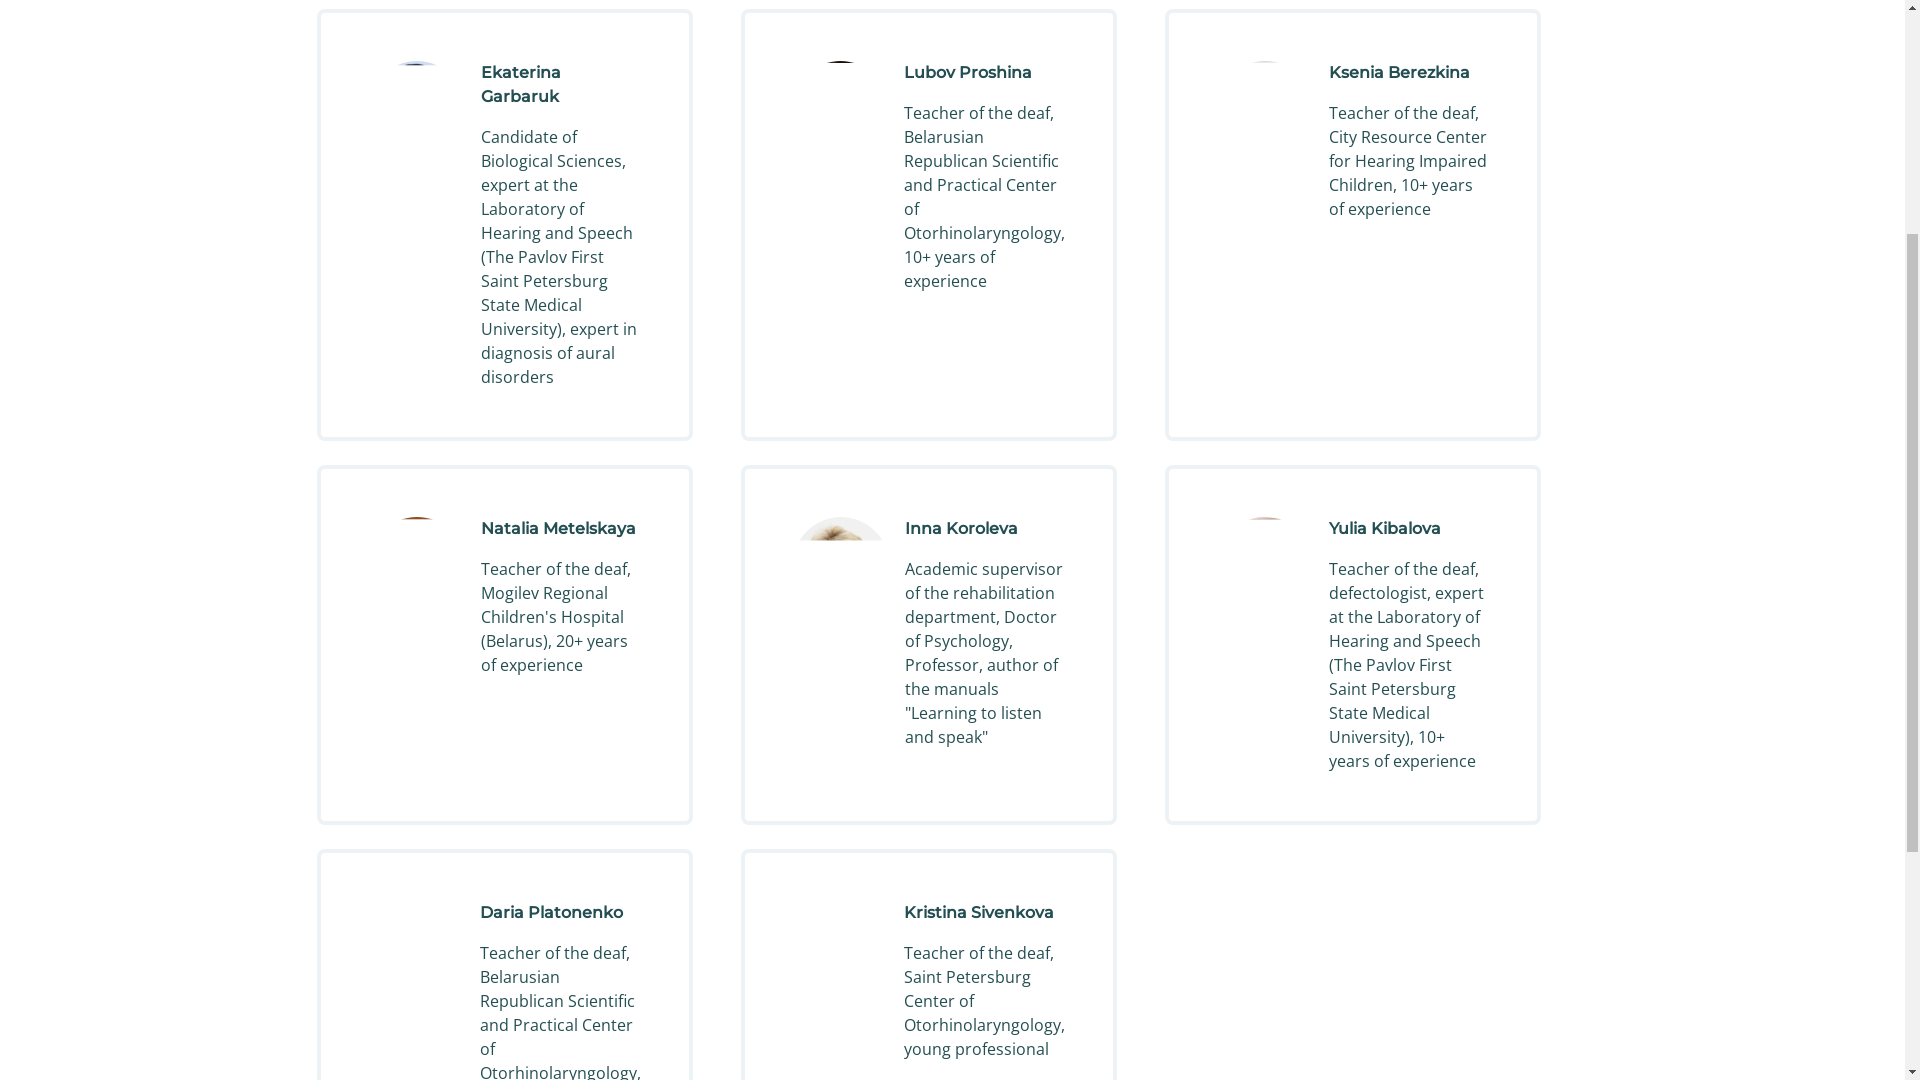 Ekaterina
Garbaruk
Candidate of
Biological Sciences,
expert at the
Laboratory of
Hearing and Speech
(The Pavlov First
Saint Petersburg
State Medical
University), expert in
diagnosis of aural
disorders
Lubov Proshina
Teacher of the deaf,
Belarusian
Republican Scientific
and Practical Center
of
Otorhinolaryngology,
10+ years of
experience
Ksenia Berezkina
Teacher of the deaf,
City Resource Center
for Hearing Impaired
Children, 10+ years
of experience
Natalia Metelskaya
Teacher of the deaf,
Mogilev Regional
Children's Hospital
(Belarus), 20+ years
of experience
Inna Koroleva
Academic supervisor
of the rehabilitation
department, Doctor
of Psychology,
Professor, author of
the manuals
"Learning to listen
and speak"
Yulia Kibalova
Teacher of the deaf,
defectologist, expert
at the Laboratory of
Hearing and Speech
(The Pavlov First
Saint Petersburg
State Medical
University), 10+
years of experience
Daria Platonenko
Teacher of the deaf,
Belarusian
Republican Scientific
and Practical Center
of
Otorhinolaryngology,
Kristina Sivenkova
Teacher of the deaf,
Saint Petersburg
Center of
Otorhinolaryngology,
young professional